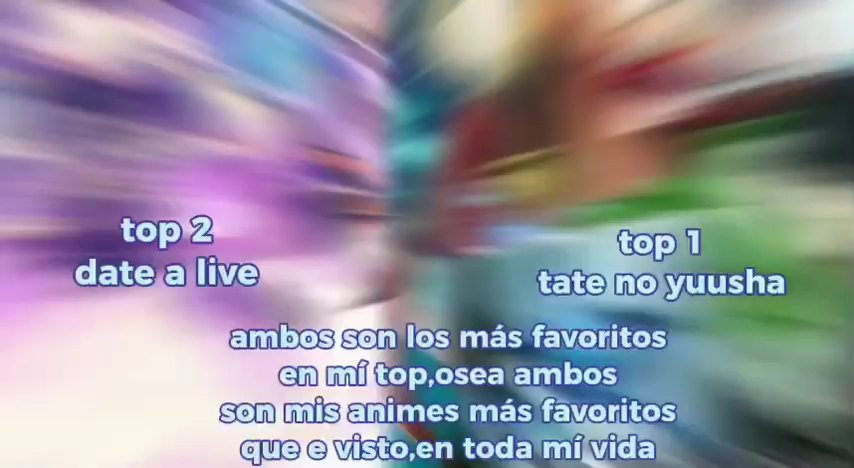 top 2
date a live
top 1
tate no yuusha
ambos son los más favoritos
en mí top,osea ambos
son mis animes más favoritos
que e visto,en toda mí vida